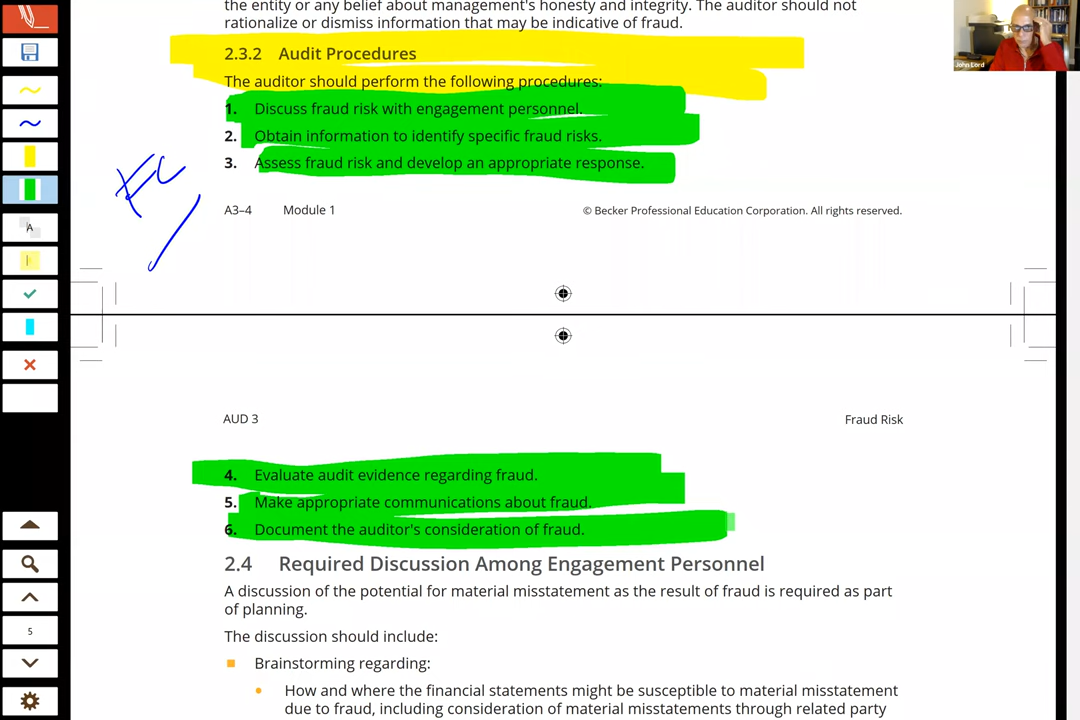 the entity or any belief about management's honesty and integrity. The auditor should not
rationalize or dismiss information that may be indicative of fraud.
2.3.2 Audit Procedures
The auditor should perform the following procedures:
1. Discuss fraud risk with engagement personnel.
2. Obtain information to identify specific fraud risks.
3. Assess fraud risk and develop an appropriate response.
A3–4 Module 1 © Becker Professional Education Corporation. All rights reserved.
AUD 3 Fraud Risk
4. Evaluate audit evidence regarding fraud.
5. Make appropriate communications about fraud.
6. Document the auditor's consideration of fraud.
2.4 Required Discussion Among Engagement Personnel
A discussion of the potential for material misstatement as the result of fraud is required as part
of planning.
The discussion should include:
Brainstorming regarding:
How and where the financial statements might be susceptible to material misstatement
due to fraud, including consideration of material misstatements through related party
John Lord
A
5